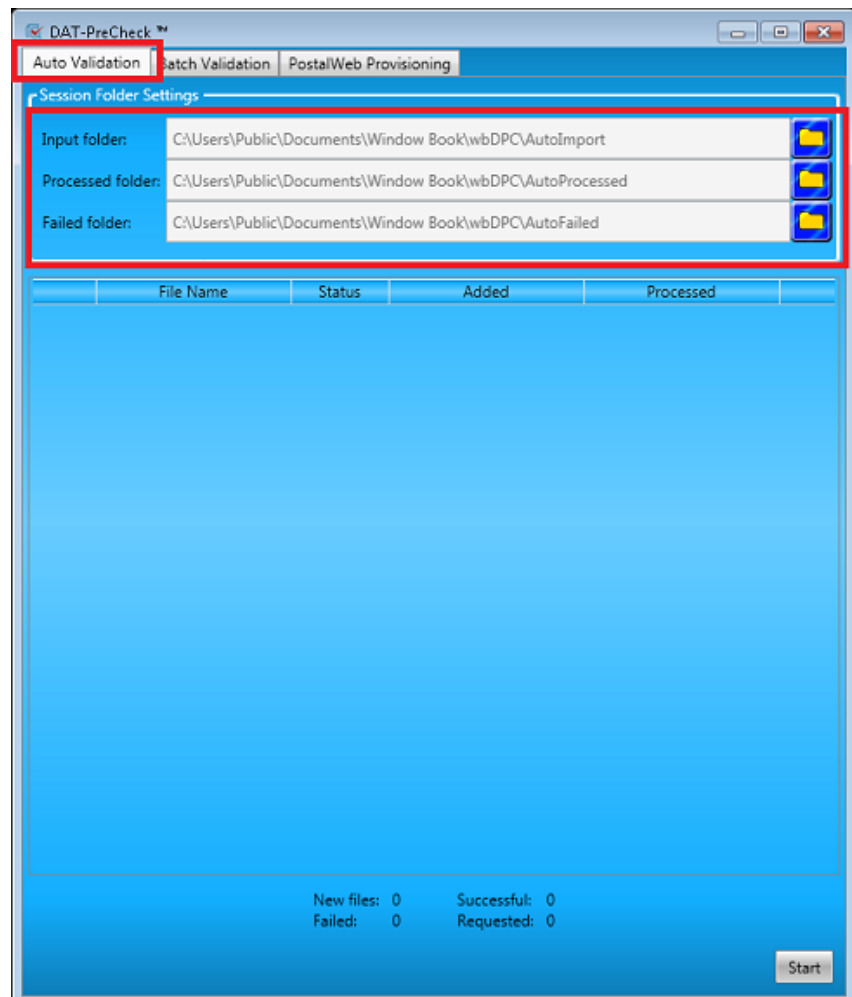 DAT-PreCheck ™
Auto Validation Batch Validation PostalWeb Provisioning
Session Folder Settings
Input folder: C:\Users\Public\Documents\Window Book\wbDPC\AutoImport
Processed folder: C:\Users\Public\Documents\Window Book\wbDPC\AutoProcessed
Failed folder: C:\Users\Public\Documents\Window Book\wbDPC\AutoFailed
File Name Status Added Processed
New files: 0 Successful: 0
Failed: 0 Requested: 0
Start